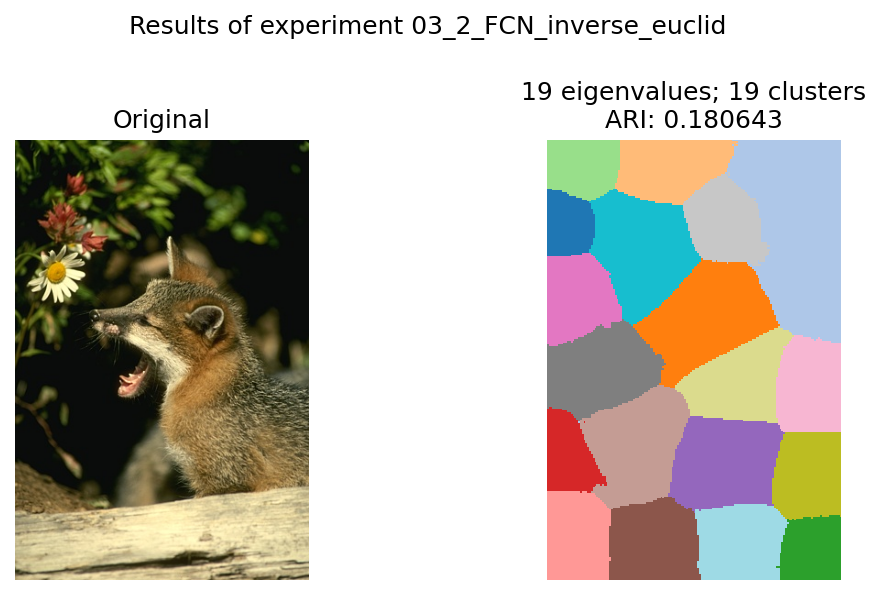 Results of experiment 03_2_FCN_inverse_euclid
Original
19 eigenvalues; 19 clusters
ARI: 0.180643